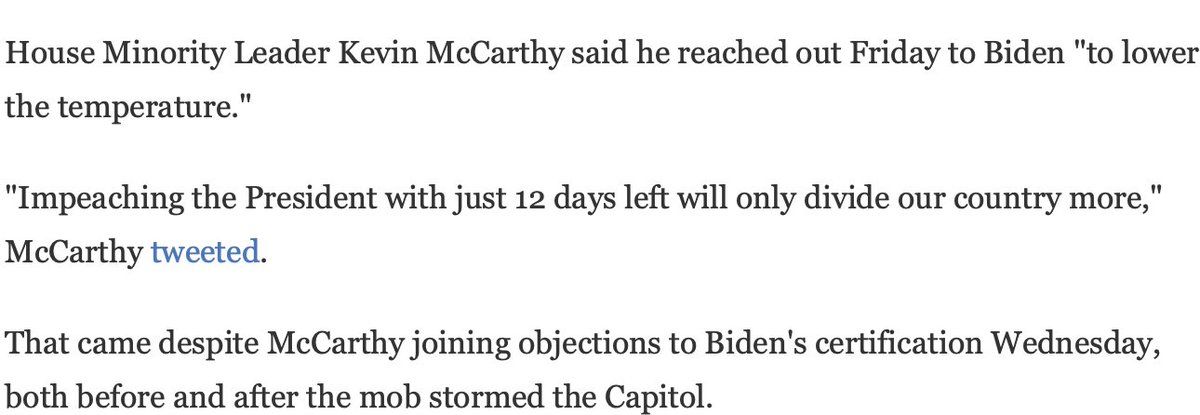 House Minority Leader Kevin McCarthy said he reached out Friday to Biden "to lower
the temperature."
"Impeaching the President with just 12 days left will only divide our country more,"
McCarthy tweeted.
That came despite McCarthy joining objections to Biden's certification Wednesday,
both before and after the mob stormed the Capitol.